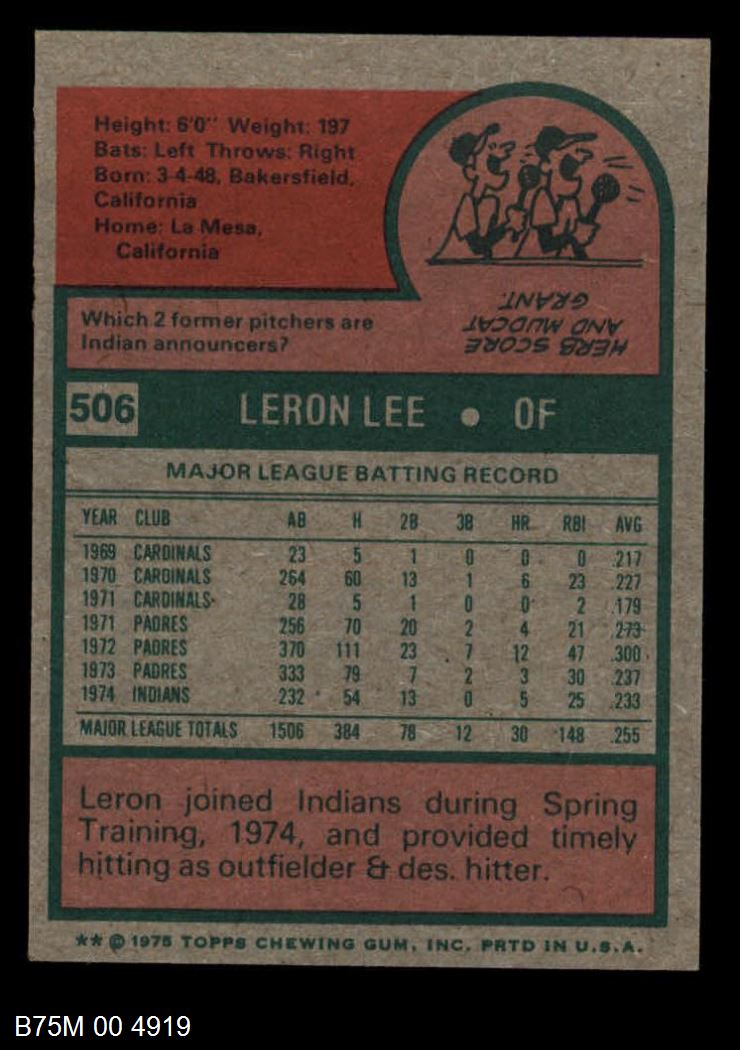 Height: 6'0" Weight: 197
Bats: Left Throws: Right
Born: 3-4-48, Bakersfield,
California
Home: La Mesa,
California
Which 2 former pitchers are
Indian announcers?
HERB SCORE
AND MUDCAT
GRANT.
506 LERON LEE • OF
MAJOR LEAGUE BATTING RECORD
YEAR CLUB AB H 2B 3B HR RBI AVG
1969 CARDINALS 23 5 1 0 0 0 .217
1970 CARDINALS 264 60 13 1 6 23 .227
1971 CARDINALS 28 5 1 0 0 2 .179
1971 PADRES 256 70 20 2 4 21 .273
1972 PADRES 370 111 23 7 12 47 .300
1973 PADRES 333 79 7 2 3 30 .237
1974 INDIANS 232 54 13 0 5 25 .233
MAJOR LEAGUE TOTALS 1506 384 78 12 30 148 .255
Leron joined Indians during Spring
Training, 1974, and provided timely
hitting as outfielder & des. hitter.
** © 1975 TOPPS CHEWING GUM, INC. PRTD IN U.S.A.
B75M 00 4919